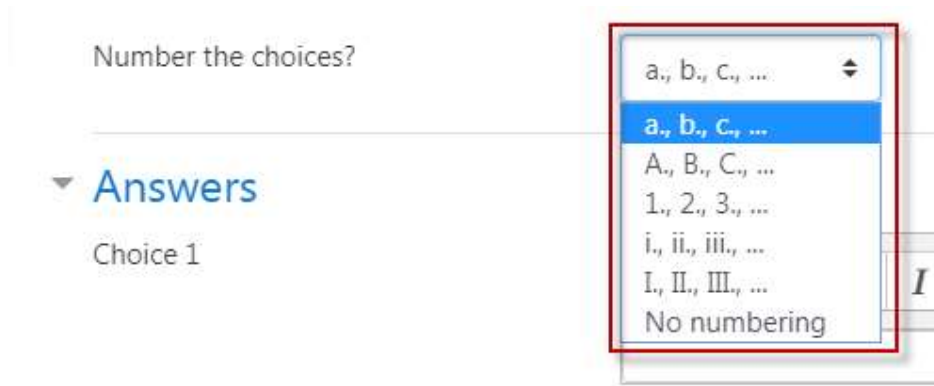 Number the choices?
a., b., c., ...
a., b., c., ...
A., B., C., ...
1., 2., 3., ...
i., ii., iii., ...
I., II., III., ...
No numbering
Answers
Choice 1
I